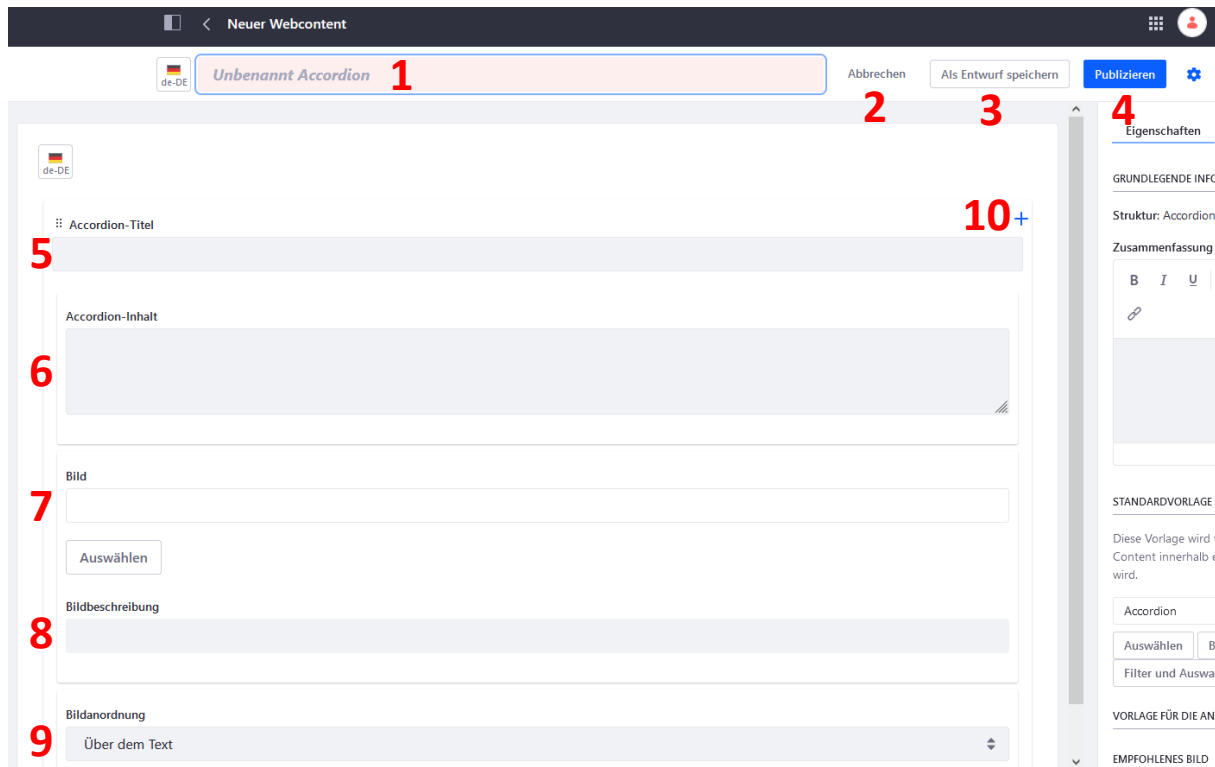 Neuer Webcontent
de-DE
Unbenannt Accordion
1
Abbrechen
2
Als Entwurf speichern
3
Publizieren
4
de-DE
Accordion-Titel
10
5
Accordion-Inhalt
6
Bild
7
Auswählen
Bildbeschreibung
8
Bildanordnung
Über dem Text
9
Eigenschaften
GRUNDLEGENDE INFO
Struktur: Accordion
Zusammenfassung
B I U
STANDARDVORLAGE
Diese Vorlage wird
Content innerhalb e
wird.
Accordion
Auswählen B
Filter und Auswa
VORLAGE FÜR DIE AN
EMPFOHLENES BILD